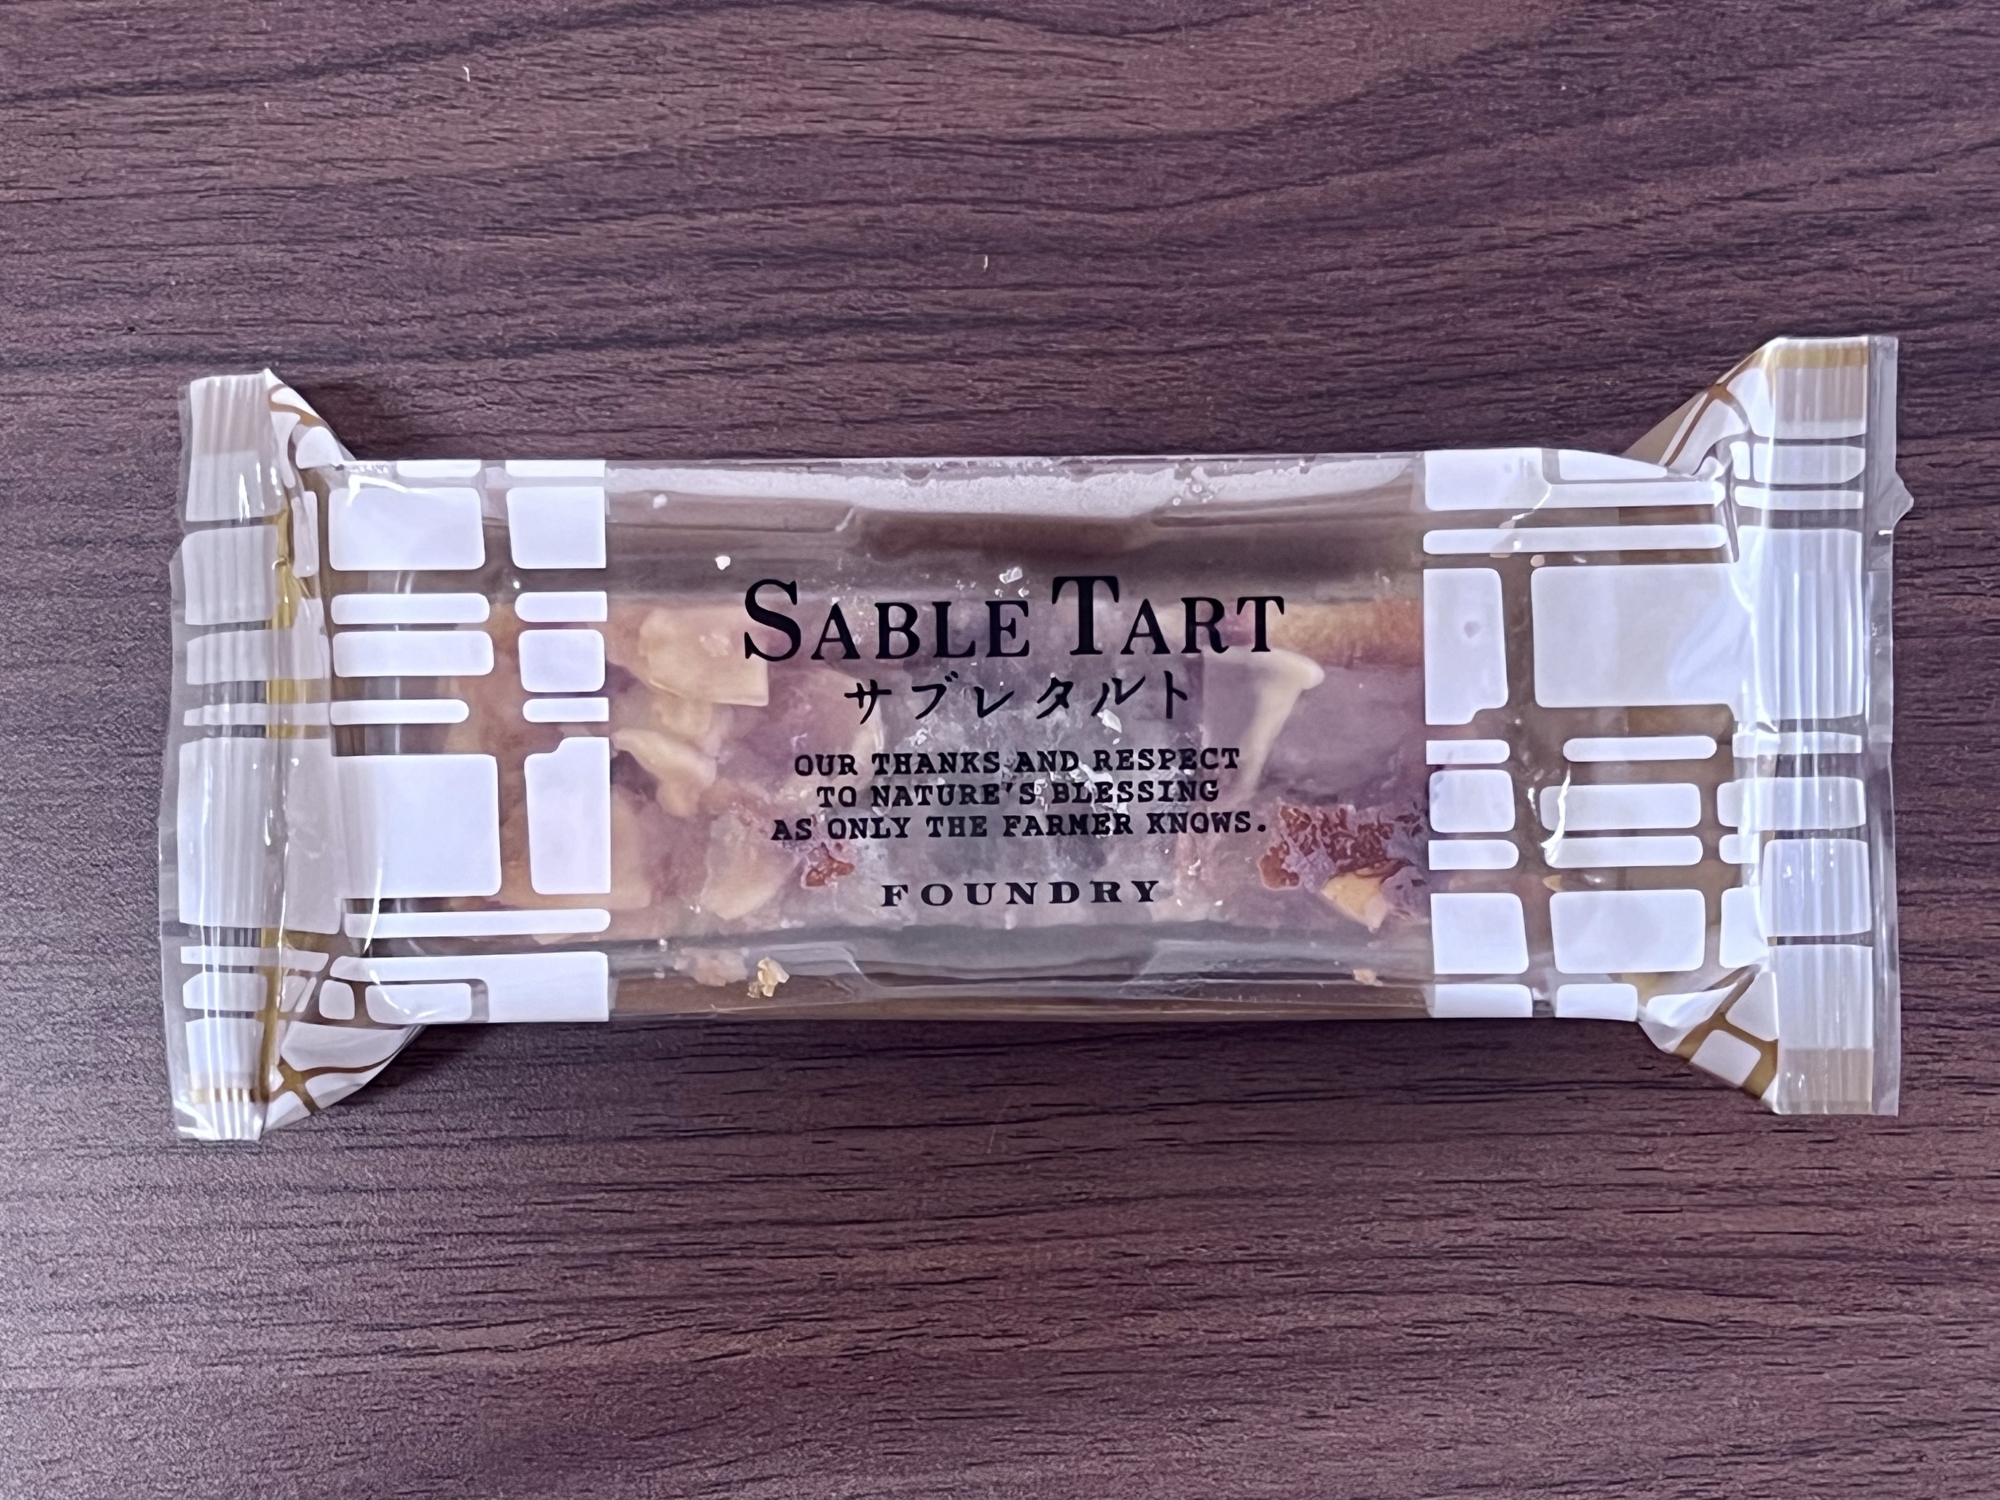 SABLE TART
サブレタルト
OUR THANKS AND RESPECT
TO NATURE'S BLESSING
AS ONLY THE FARMER KNOWS.
FOUNDRY